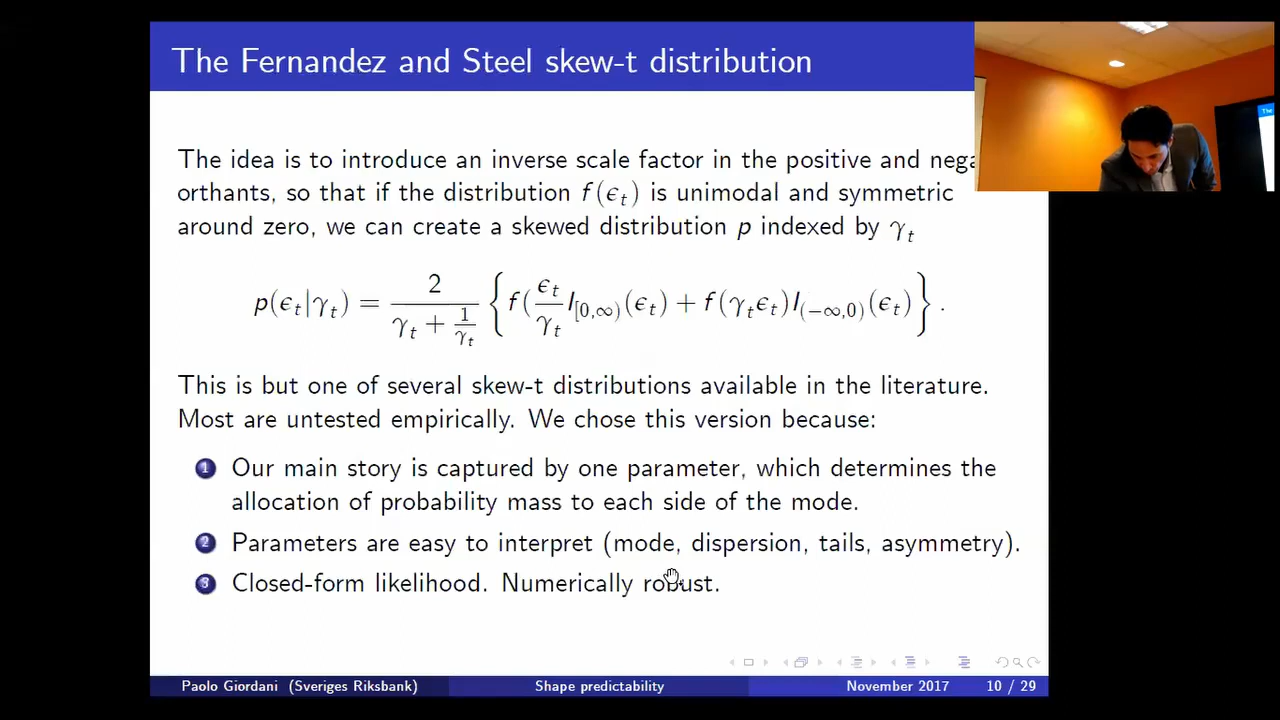 The Fernandez and Steel skew-t distribution
The idea is to introduce an inverse scale factor in the positive and nega
orthants, so that if the distribution f(ϵ_t) is unimodal and symmetric
around zero, we can create a skewed distribution p indexed by γ_t
p(ϵ_t|γ_t) = 2/(γ_t + 1/γ_t) { f(ϵ_t/γ_t I_[0,∞)(ϵ_t) + f(γ_tϵ_t)I_(−∞,0)(ϵ_t) } .
This is but one of several skew-t distributions available in the literature.
Most are untested empirically. We chose this version because:
1 Our main story is captured by one parameter, which determines the
allocation of probability mass to each side of the mode.
2 Parameters are easy to interpret (mode, dispersion, tails, asymmetry).
3 Closed-form likelihood. Numerically robust.
Paolo Giordani (Sveriges Riksbank) Shape predictability November 2017 10 / 29